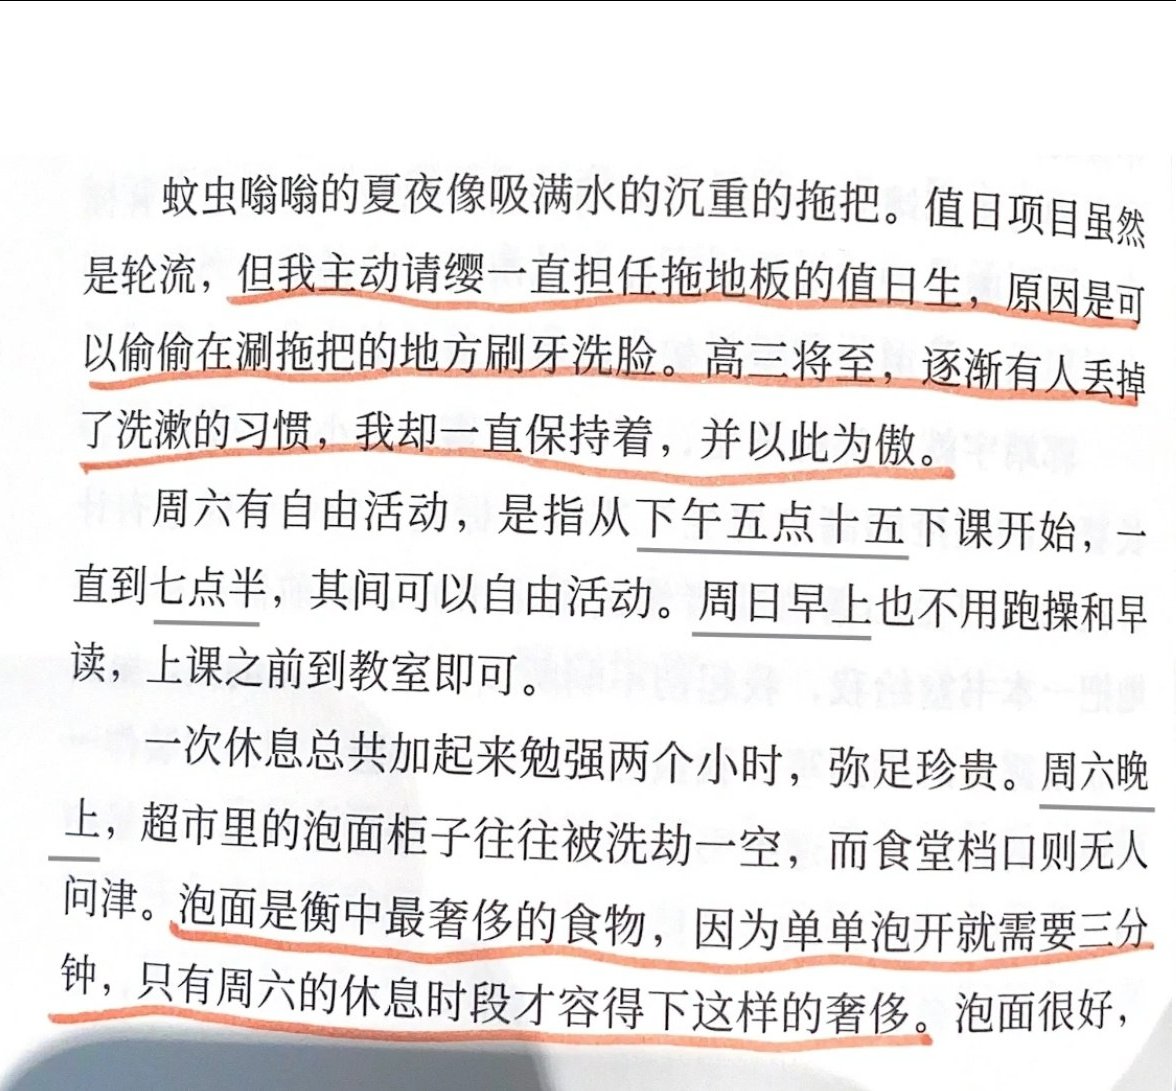 蚊虫嗡嗡的夏夜像吸满水的沉重的拖把。值日项目虽然
是轮流，但我主动请缨一直担任拖地板的值日生，原因是可
以偷偷在涮拖把的地方刷牙洗脸。高三将至，逐渐有人丢掉
了洗漱的习惯，我却一直保持着，并以此为傲。
周六有自由活动，是指从下午五点十五下课开始，一
直到七点半，其间可以自由活动。周日早上也不用跑操和早
读，上课之前到教室即可。
一次休息总共加起来勉强两个小时，弥足珍贵。周六晚
上，超市里的泡面柜子往往被洗劫一空，而食堂档口则无人
问津。泡面是衡中最奢侈的食物，因为单单泡开就需要三分
钟，只有周六的休息时段才容得下这样的奢侈。泡面很好，